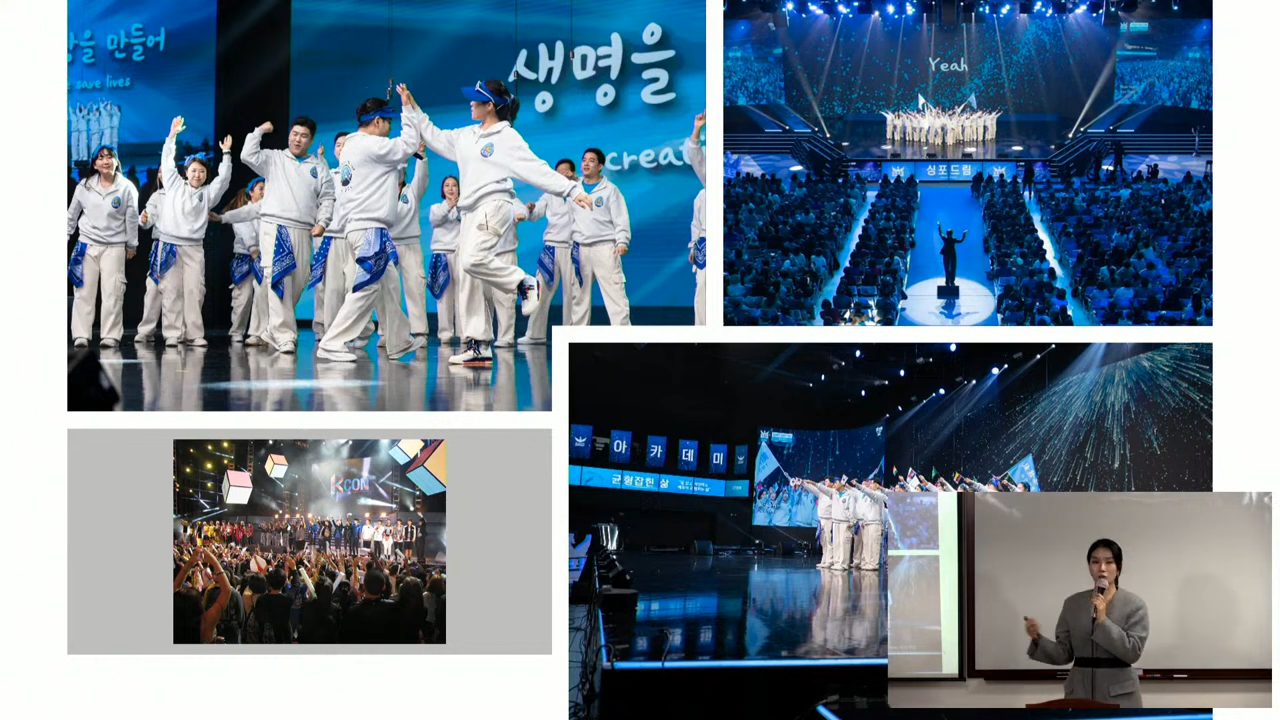 을 만들어
save lives
생명을
creat
Yeah
심포드림
KCON
아카데미
균형잡힌 삶